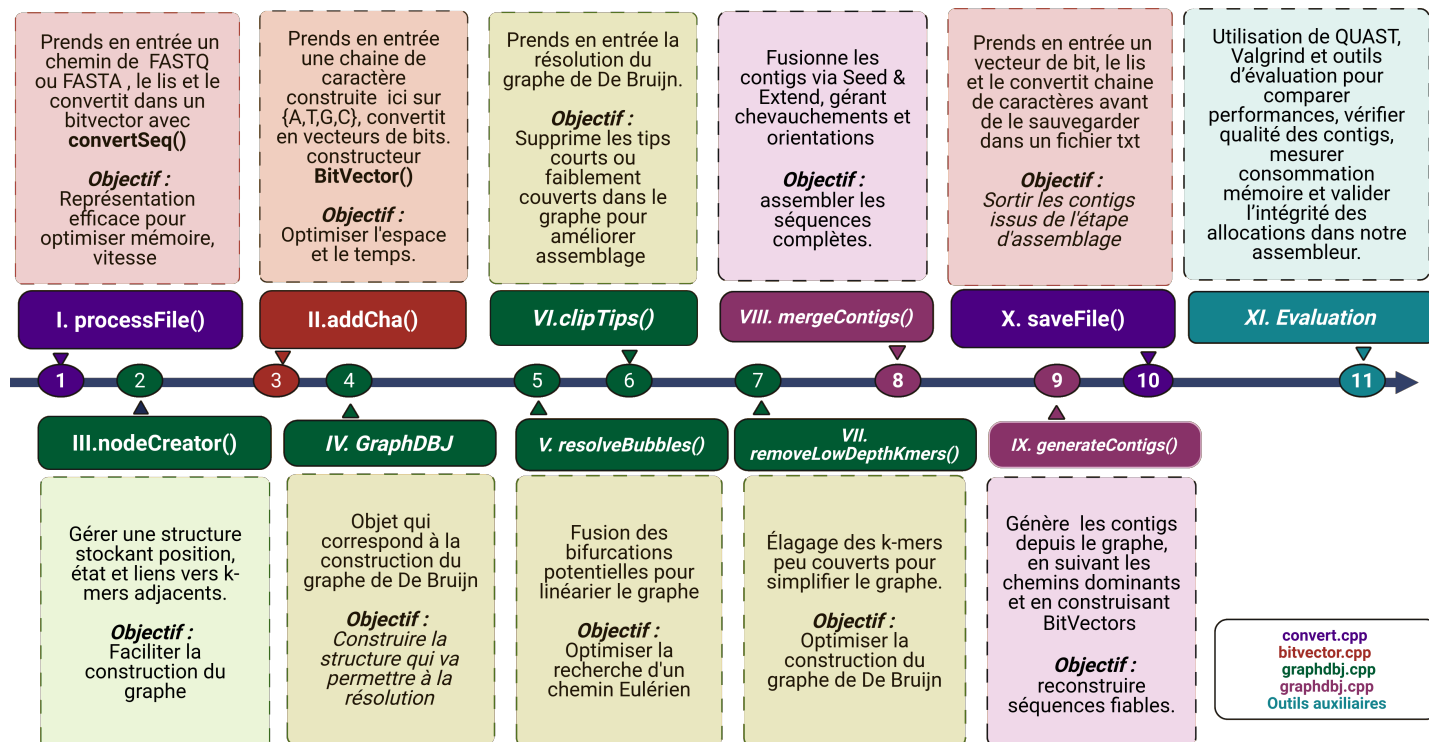 Prends en entrée un
chemin de FASTQ
ou FASTA , le lis et le
convertit dans un
bitvector avec
convertSeq()
Objectif :
Représentation
efficace pour
optimiser mémoire,
vitesse
Prends en entrée
une chaine de
caractère
construite ici sur
{A,T,G,C}, convertit
en vecteurs de bits.
constructeur
BitVector()
Objectif :
Optimiser l'espace
et le temps.
Prends en entrée la
résolution du
graphe de De Bruijn.
Objectif :
Supprime les tips
courts ou
faiblement
couverts dans le
graphe pour
améliorer
assemblage
Fusionne les
contigs via Seed &
Extend, gérant
chevauchements et
orientations
Objectif :
assembler les
séquences
complètes.
Prends en entrée un
vecteur de bit, le lis
et le convertit chaine
de caractères avant
de le sauvegarder
dans un fichier txt
Objectif :
Sortir les contigs
issus de l'étape
d'assemblage
Utilisation de QUAST,
Valgrind et outils
d’évaluation pour
comparer
performances, vérifier
qualité des contigs,
mesurer
consommation
mémoire et valider
l’intégrité des
allocations dans notre
assembleur.
I. processFile()
II.addCha()
VI.clipTips()
VIII. mergeContigs()
X. saveFile()
XI. Evaluation
1
2
3
4
5
6
7
8
9
10
11
III.nodeCreator()
IV. GraphDBJ
V. resolveBubbles()
VII.
removeLowDepthKmers()
IX. generateContigs()
Gérer une structure
stockant position,
état et liens vers k-
mers adjacents.
Objectif :
Faciliter la
construction du
graphe
Objet qui
correspond à la
construction du
graphe de De Bruijn
Objectif :
Construire la
structure qui va
permettre à la
résolution
Fusion des
bifurcations
potentielles pour
linéarier le graphe
Objectif :
Optimiser la
recherche d'un
chemin Eulérien
Élagage des k-mers
peu couverts pour
simplifier le graphe.
Objectif :
Optimiser la
construction du
graphe de De Bruijn
Génère les contigs
depuis le graphe,
en suivant les
chemins dominants
et en construisant
BitVectors
Objectif :
reconstruire
séquences fiables.
convert.cpp
bitvector.cpp
graphdbj.cpp
graphdbj.cpp
Outils auxiliaires